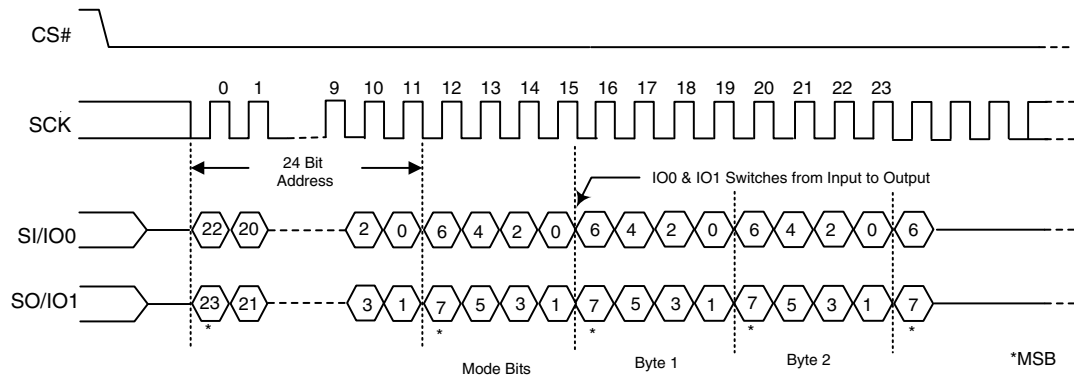 CS#
0 1 9 10 11 12 13 14 15 16 17 18 19 20 21 22 23
SCK
24 Bit
Address
IO0 & IO1 Switches from Input to Output
SI/IO0 22 20 2 0 6 4 2 0 6 4 2 0 6 4 2 0 6
SO/IO1 23 21 3 1 7 5 3 1 7 5 3 1 7 5 3 1 7
* * * * *
Mode Bits Byte 1 Byte 2 *MSB